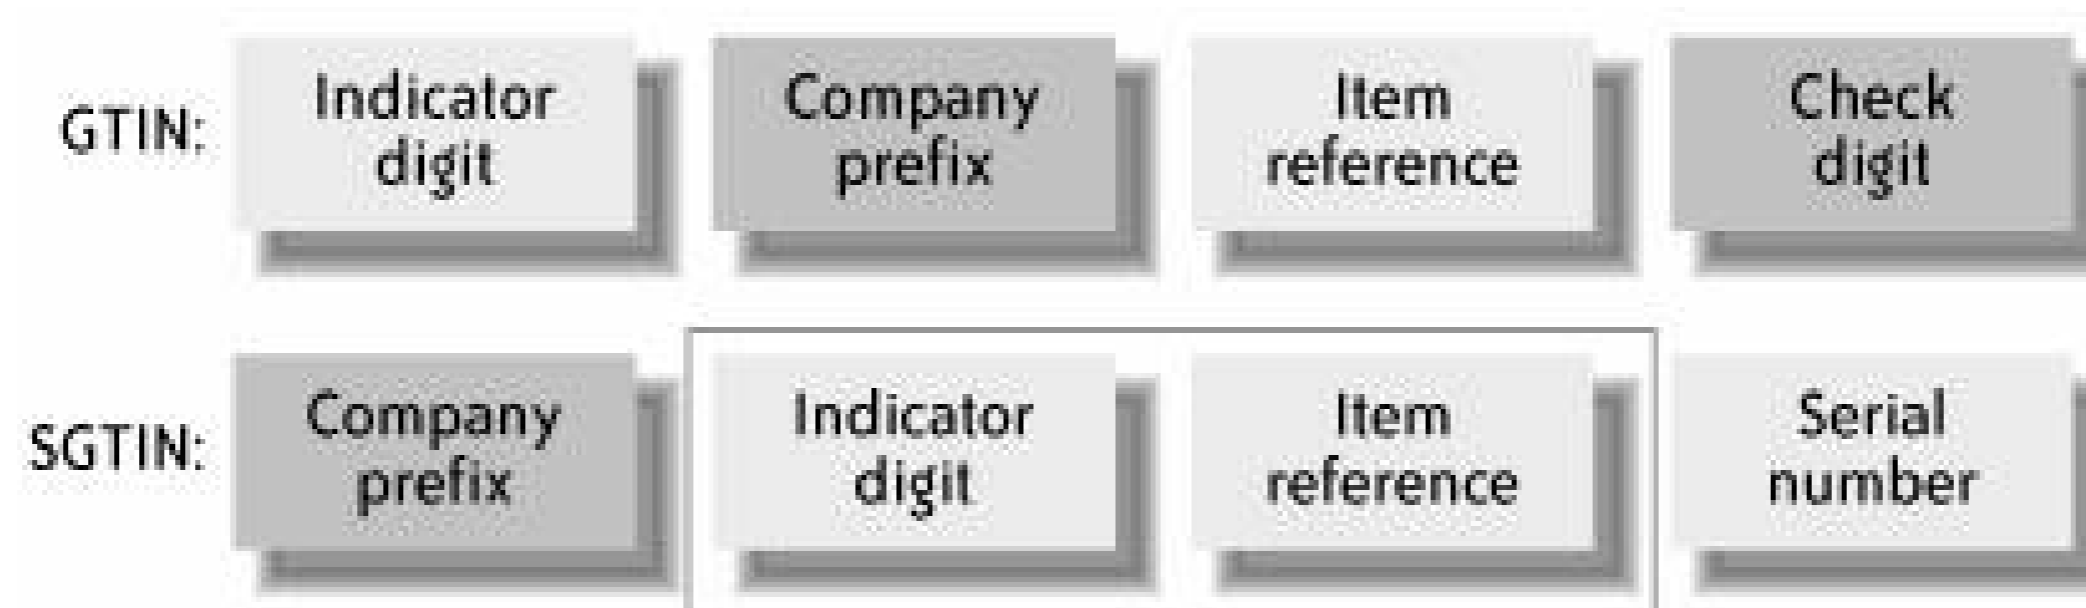 GTIN:
Indicator
digit
Company
prefix
Item
reference
Check
digit
SGTIN:
Company
prefix
Indicator
digit
Item
reference
Serial
number